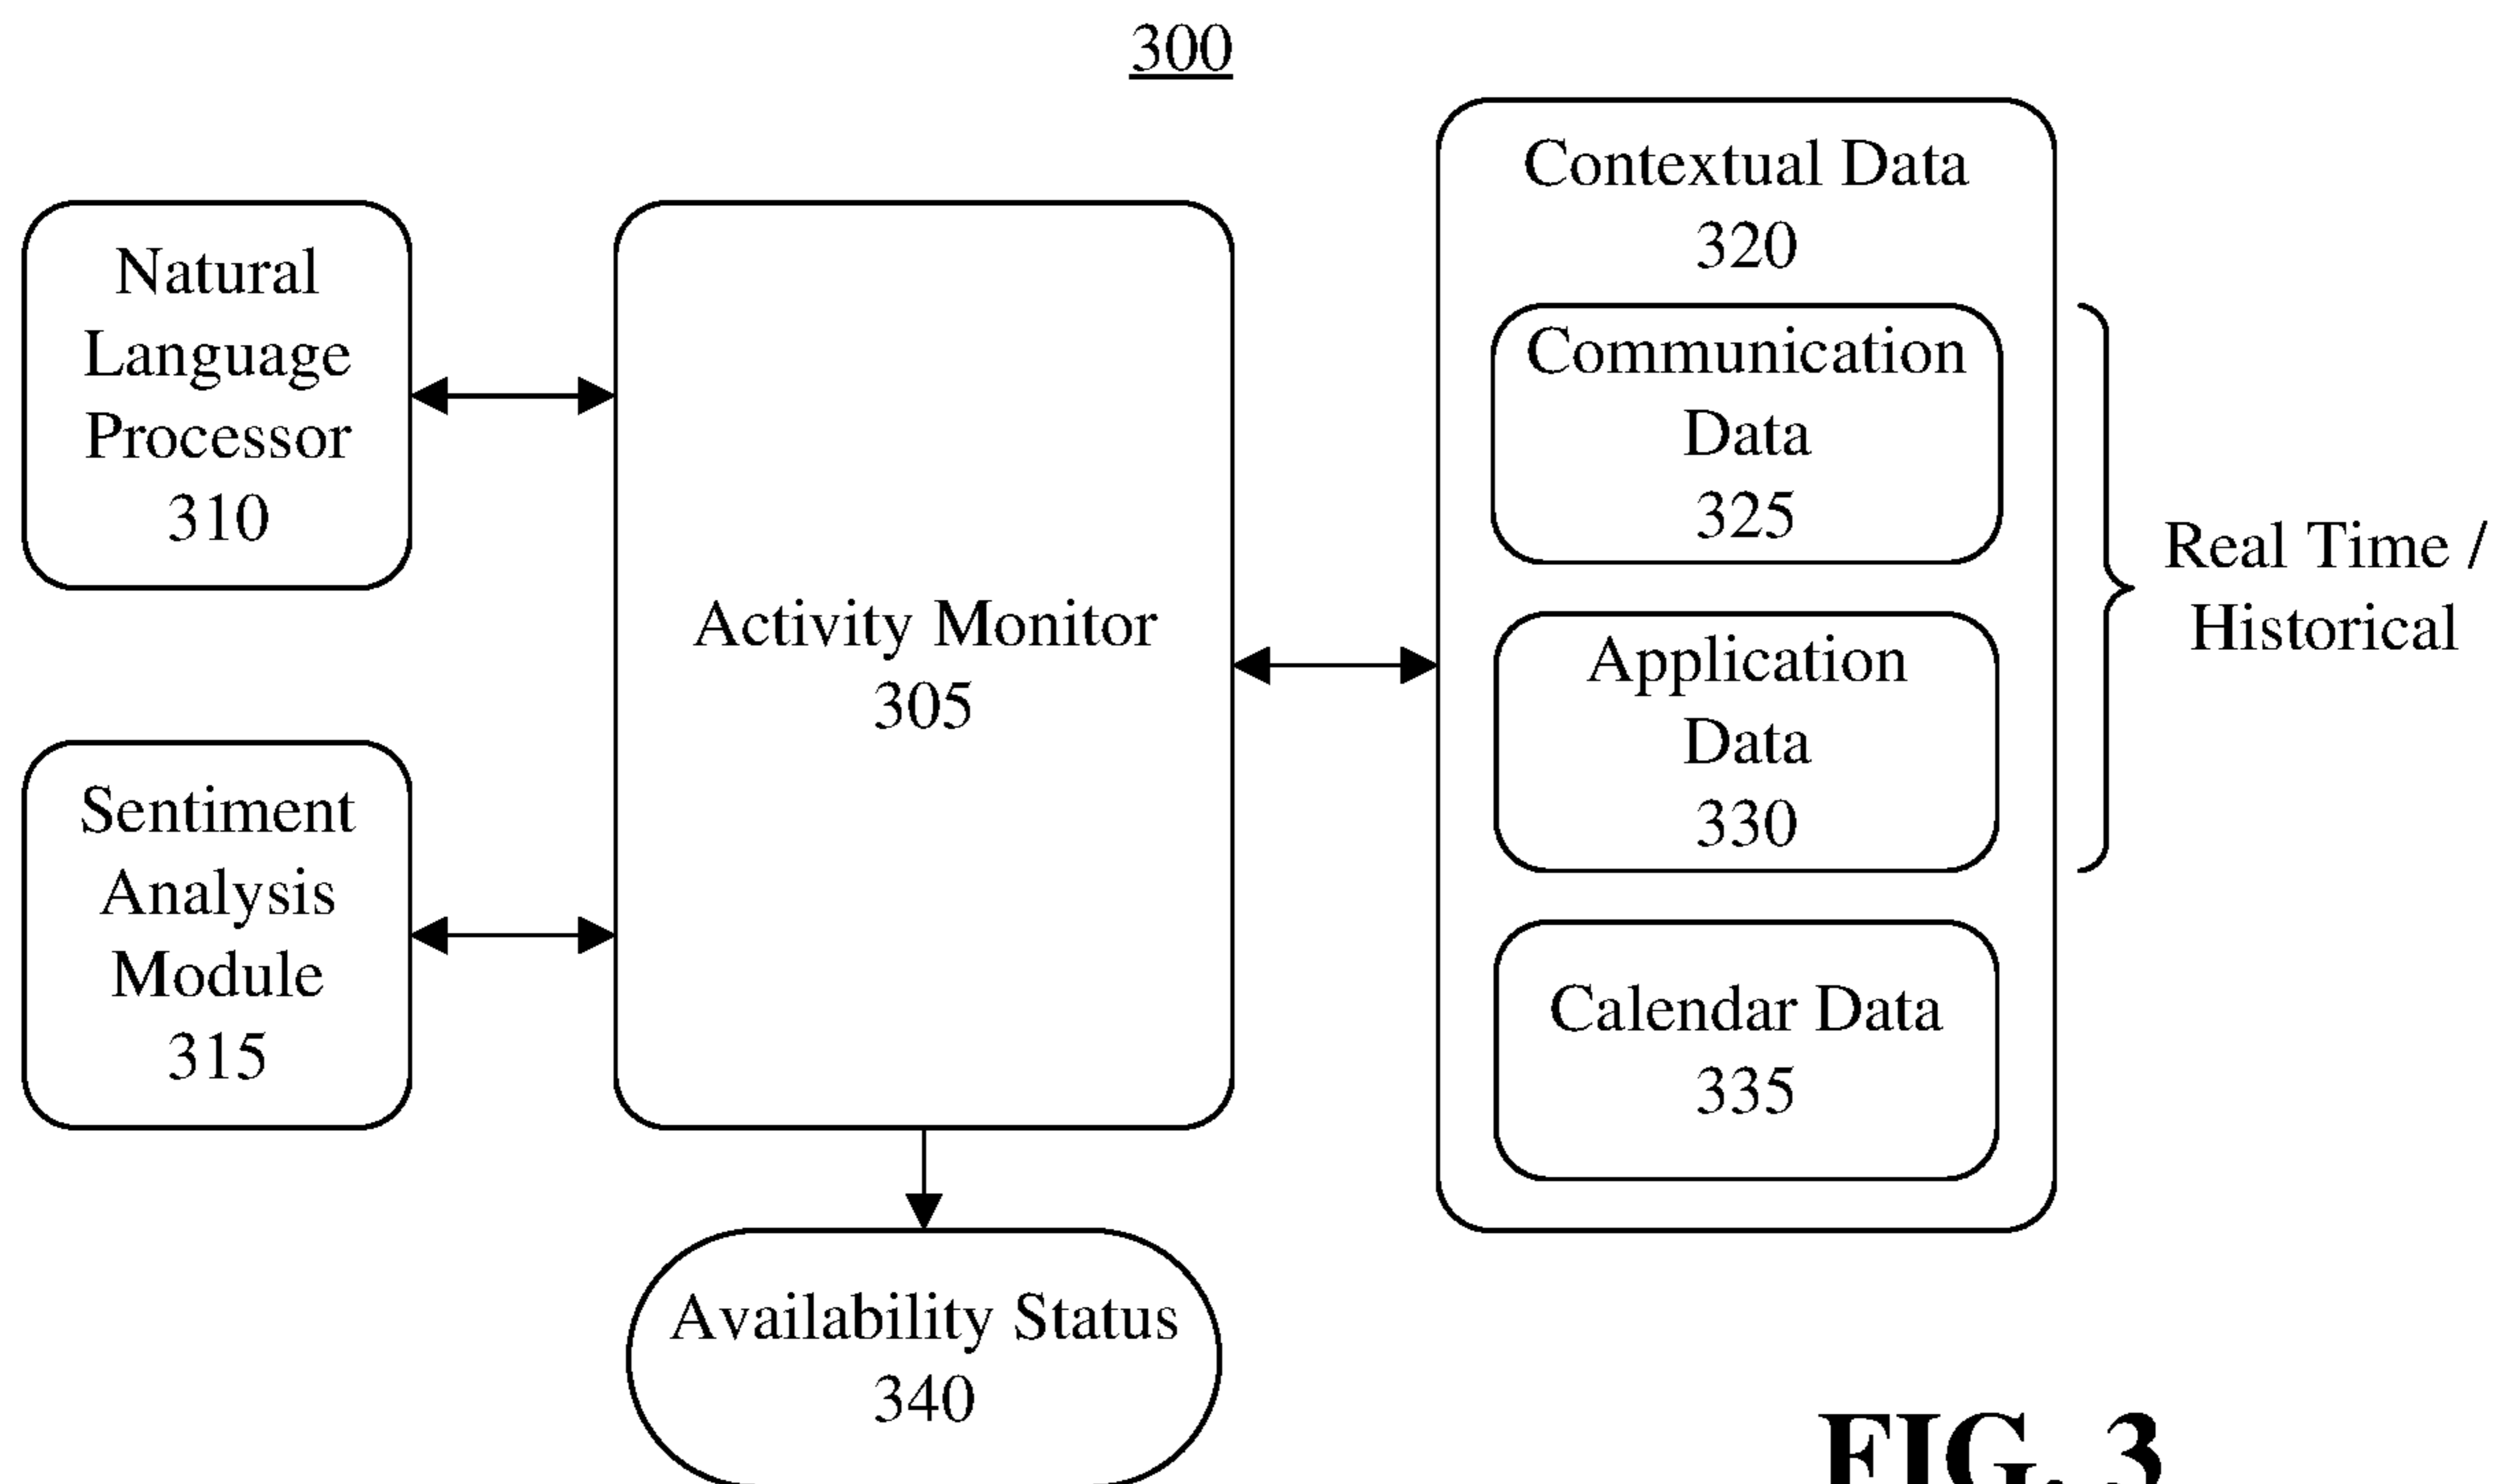 300
Natural
Language
Processor
310
Sentiment
Analysis
Module
315
Activity Monitor
305
Availability Status
340
Contextual Data
320
Communication
Data
325
Application
Data
330
Calendar Data
335
Real Time /
Historical
FIG. 3